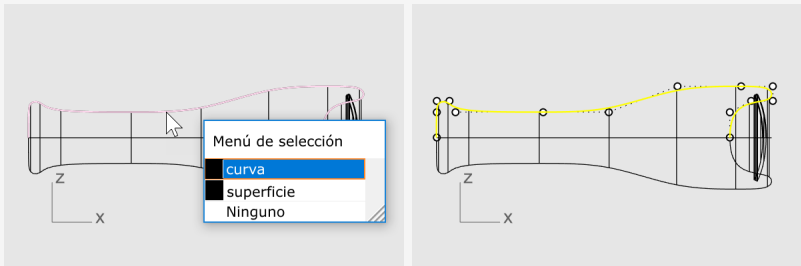 Menú de selección
curva
superficie
Ninguno
z
x
z
x